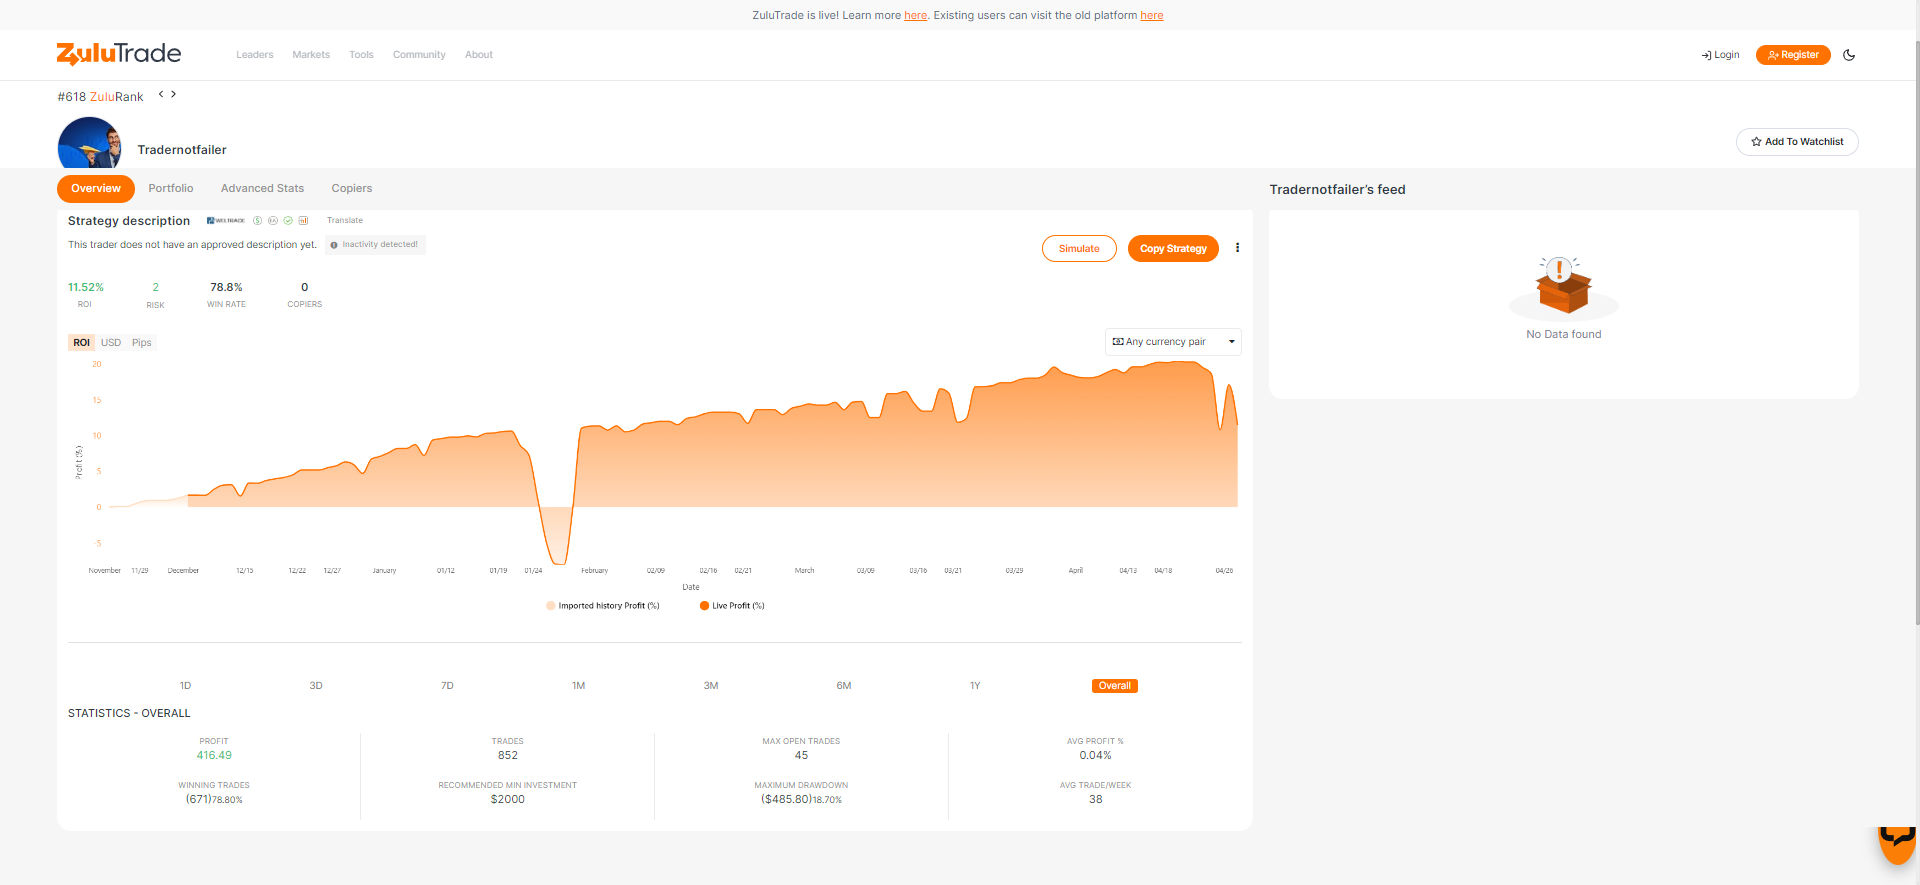 ZuluTrade is live! Learn more here. Existing users can visit the old platform here
ZuluTrade
Leaders Markets Tools Community About
Login Register
#618 ZuluRank < >
Tradernotfailer
Add To Watchlist
Overview Portfolio Advanced Stats Copiers
Tradernotfailer's feed
Strategy description Translate
This trader does not have an approved description yet. Inactivity detected!
Simulate Copy Strategy
11.52% 2 78.8% 0
ROI RISK WIN RATE COPIERS
ROI USD Pips
Any currency pair
No Data found
20
15
10
5
0
-5
Profit (%)
November 11/29 December 12/15 12/22 12/27 January 01/12 01/19 01/24 February 02/09 02/16 02/21 March 03/09 03/16 03/21 03/29 April 04/13 04/18 04/26
Date
Imported history Profit (%) Live Profit (%)
1D 3D 7D 1M 3M 6M 1Y Overall
STATISTICS - OVERALL
PROFIT TRADES MAX OPEN TRADES AVG PROFIT %
416.49 852 45 0.04%
WINNING TRADES RECOMMENDED MIN INVESTMENT MAXIMUM DRAWDOWN AVG TRADE/WEEK
(671)78.80% $2000 ($485.80)18.70% 38